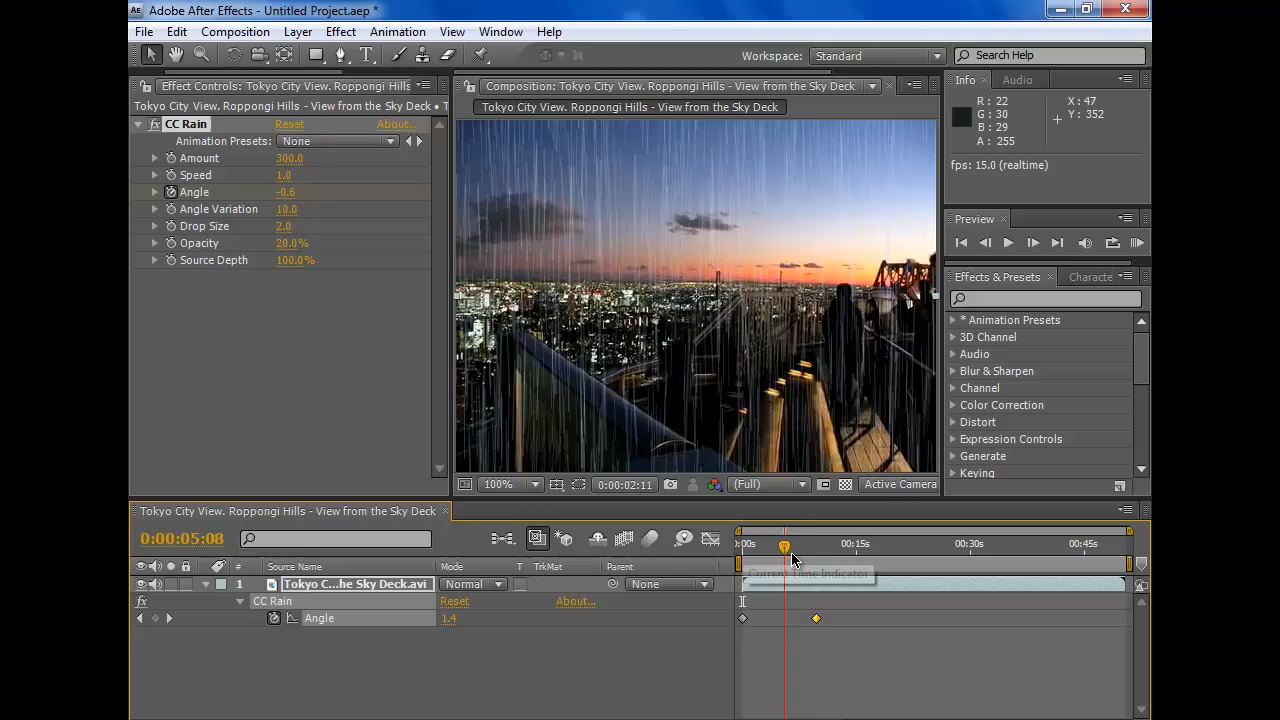 Adobe After Effects - Untitled Project.aep *
File Edit Composition Layer Effect Animation View Window Help
Workspace: Standard Search Help
Effect Controls: Tokyo City View. Roppongi Hills
Tokyo City View. Roppongi Hills - View from the Sky Deck • T
fx CC Rain Reset About...
Animation Presets: None
Amount 300.0
Speed 1.0
Angle -0.6
Angle Variation 10.0
Drop Size 2.0
Opacity 20.0%
Source Depth 100.0%
Composition: Tokyo City View. Roppongi Hills - View from the Sky Deck
Tokyo City View. Roppongi Hills - View from the Sky Deck
100% 0:00:02:11 (Full) Active Camera
Info Audio
R : 22 X : 47
G : 30 Y : 352
B : 29
A : 255
fps: 15.0 (realtime)
Preview
Effects & Presets Characte
* Animation Presets
3D Channel
Audio
Blur & Sharpen
Channel
Color Correction
Distort
Expression Controls
Generate
Keying
Tokyo City View. Roppongi Hills - View from the Sky Deck
0:00:05:08
0:00s 00:15s 00:30s 00:45s
# Source Name Mode T TrkMat Parent
Current Time Indicator
1 Tokyo C...he Sky Deck.avi Normal None
fx CC Rain Reset About...
Angle 1.4